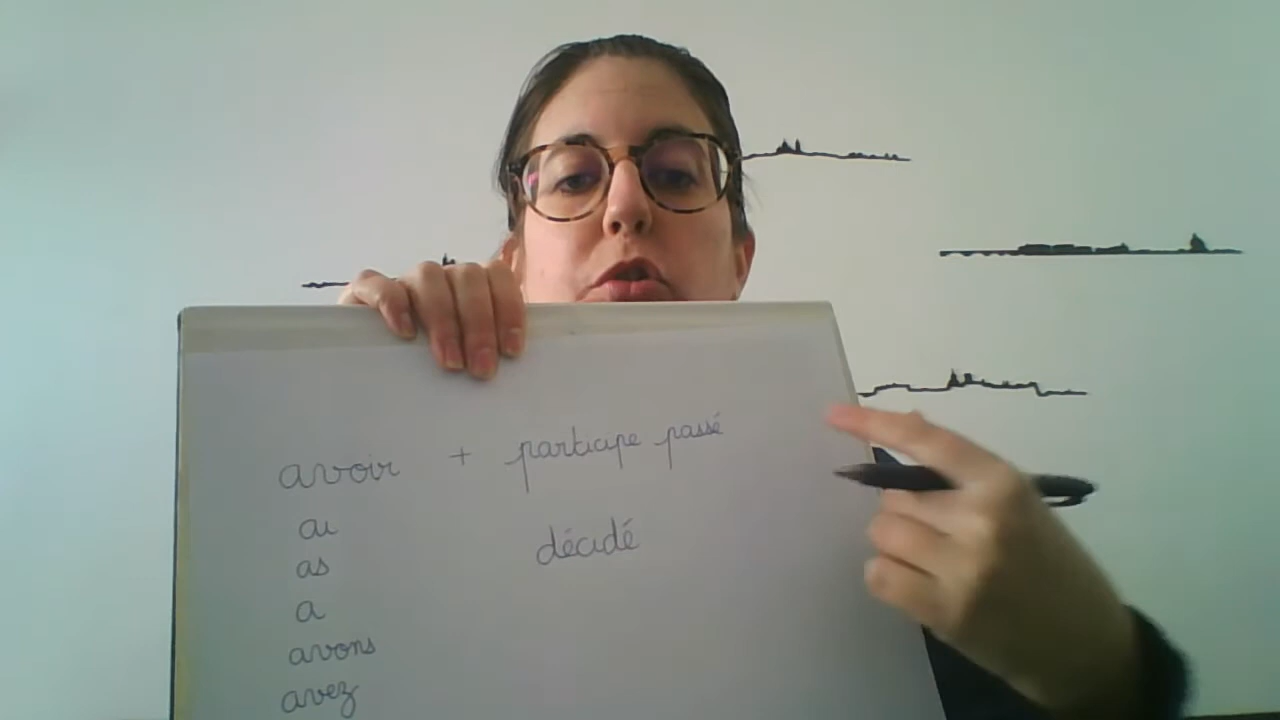 avoir + participe passé
ai décidé
as
a
avons
avez